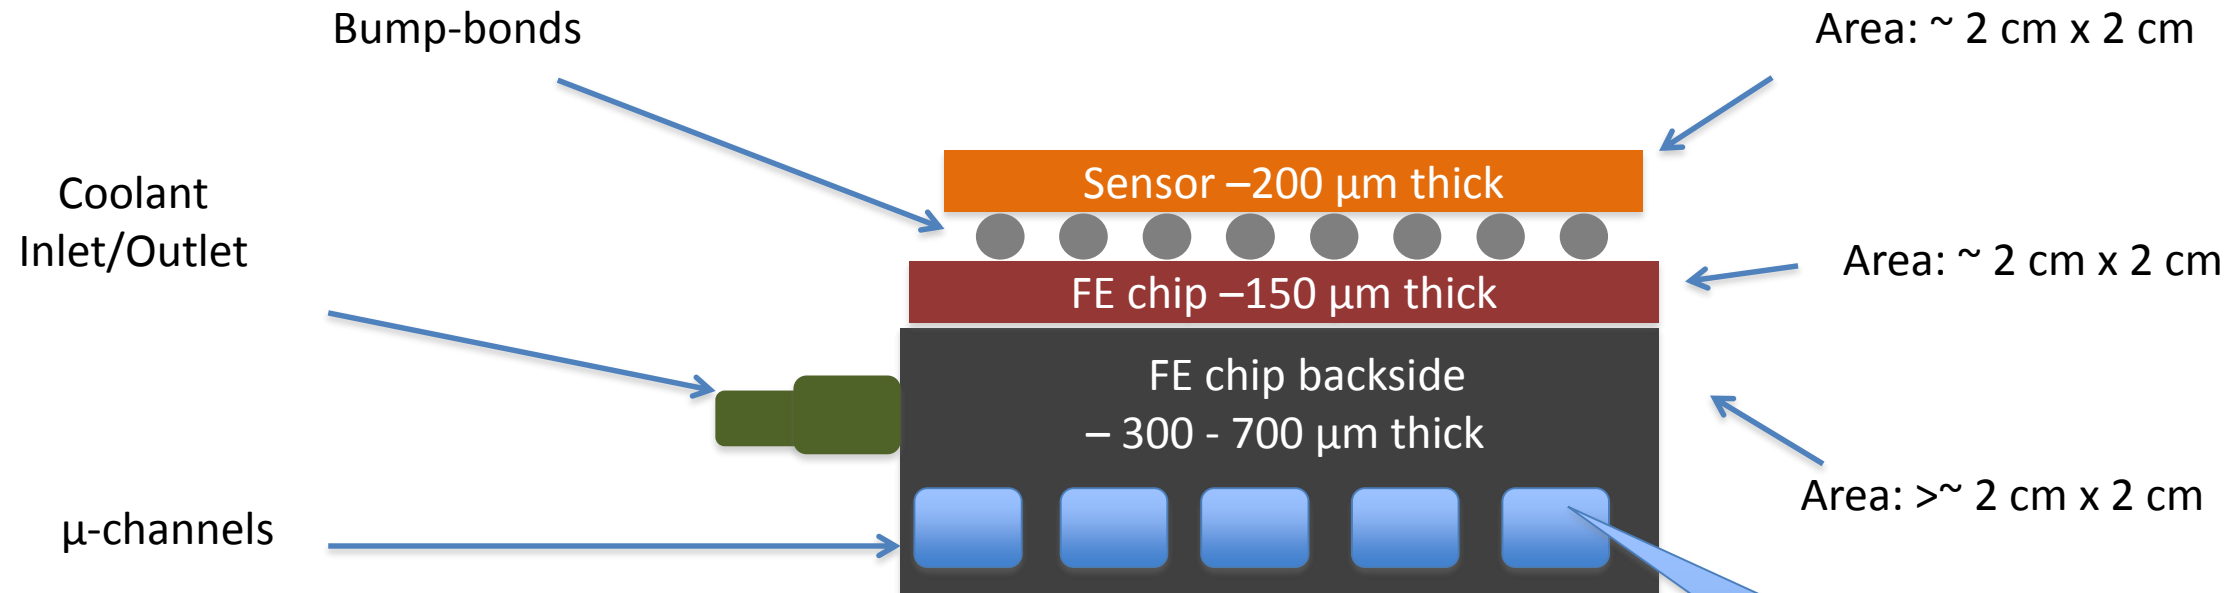 Bump-bonds
Area: ~ 2 cm x 2 cm
Sensor –200 µm thick
Coolant
Inlet/Outlet
Area: ~ 2 cm x 2 cm
FE chip –150 µm thick
FE chip backside
– 300 - 700 µm thick
Area: >~ 2 cm x 2 cm
µ-channels